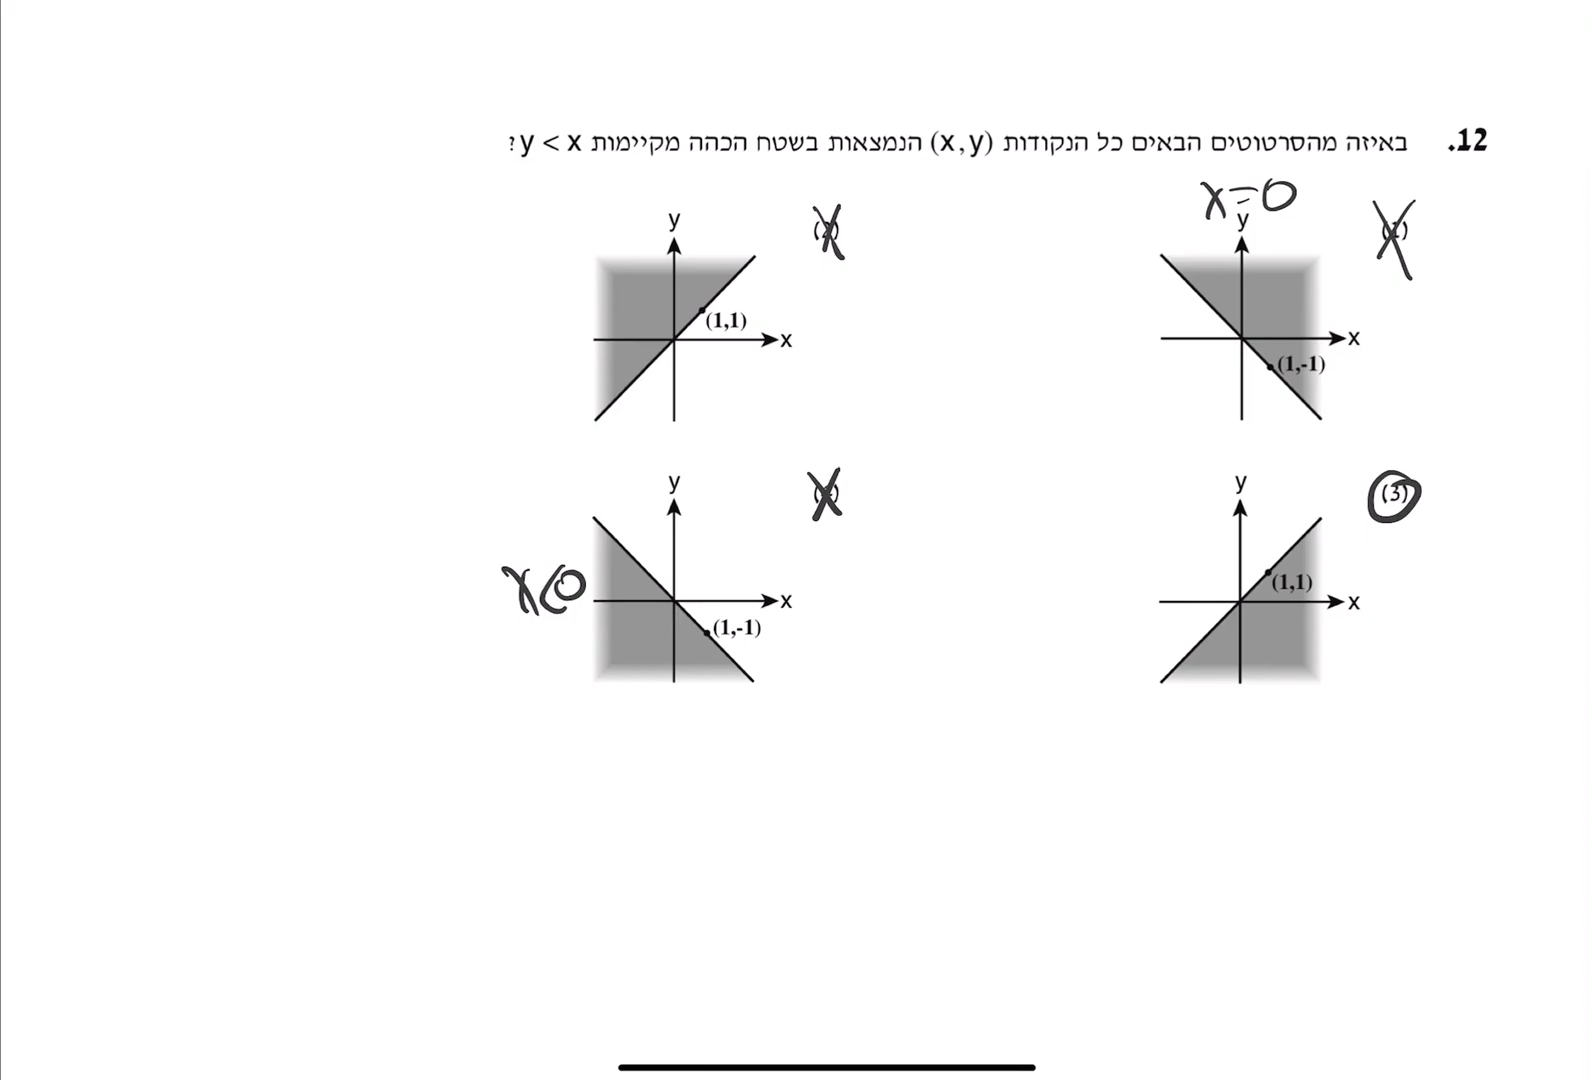 12. באיזה מהסרטוטים הבאים כל הנקודות (x,y) הנמצאות בשטח הכהה מקיימות y < x ?
x=0
y
x
(1,-1)
(2)
y
x
(1,1)
(3)
y
x
(1,1)
x<0
y
x
(1,-1)